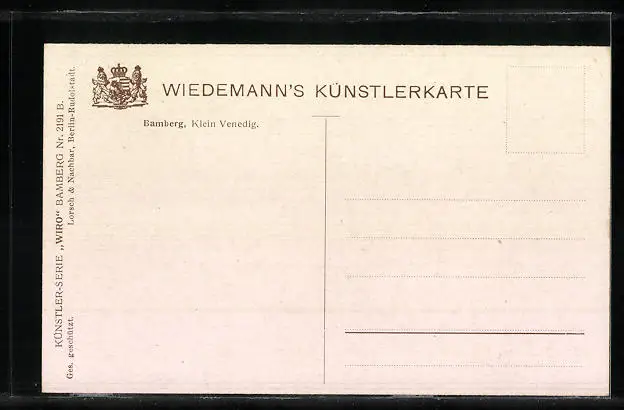 WIEDEMANN'S KÜNSTLERKARTE
Bamberg, Klein Venedig.
KÜNSTLER-SERIE „WIRO“ BAMBERG Nr. 2191 B.
Ges. geschützt. Lorsch & Nachbar, Berlin-Rudolstadt.